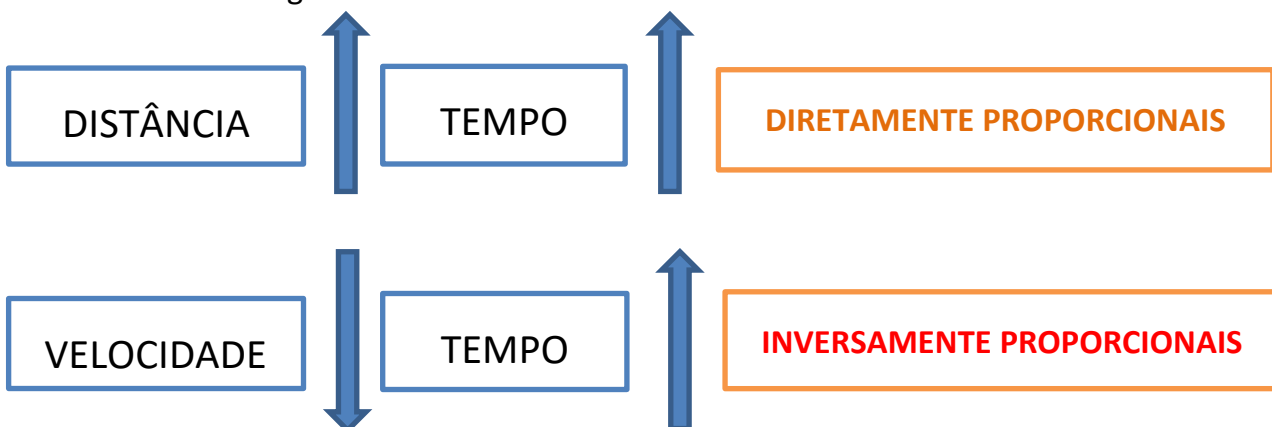 DISTÂNCIA
TEMPO
DIRETAMENTE PROPORCIONAIS
VELOCIDADE
TEMPO
INVERSAMENTE PROPORCIONAIS